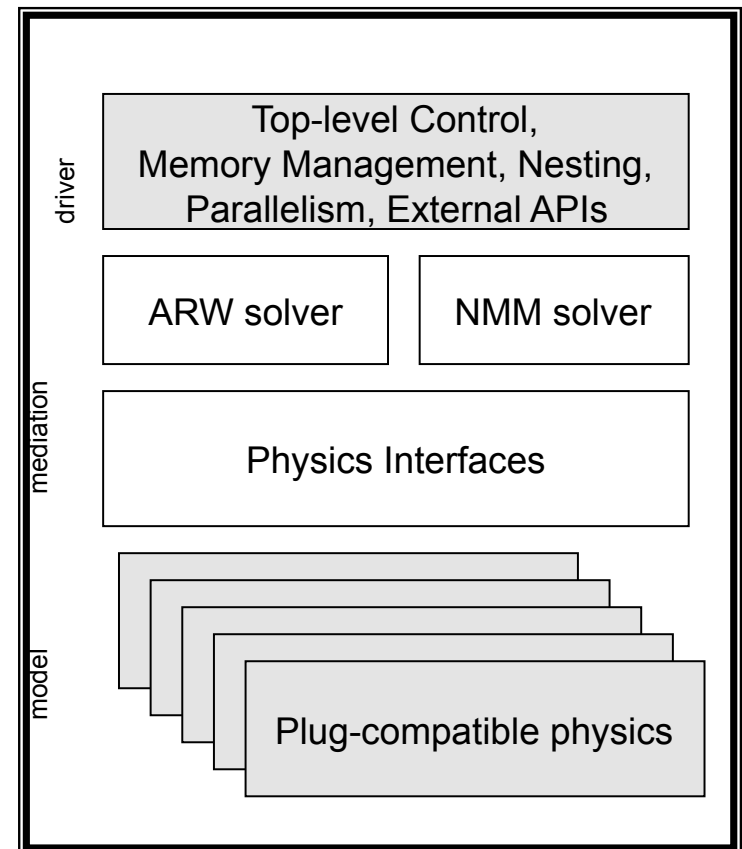 driver
Top-level Control,
Memory Management, Nesting,
Parallelism, External APIs
ARW solver
NMM solver
mediation
Physics Interfaces
model
Plug-compatible physics